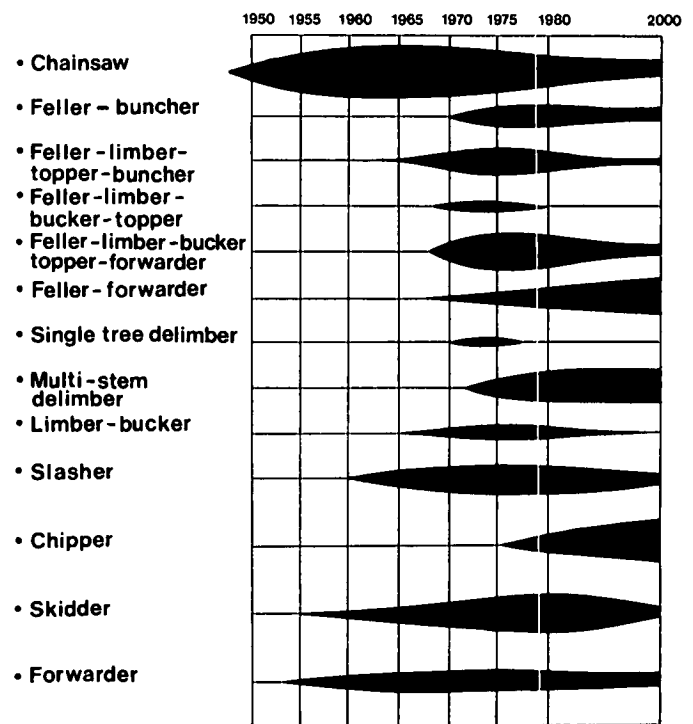 1950 1955 1960 1965 1970 1975 1980 2000
• Chainsaw
• Feller - buncher
• Feller-limber-
topper-buncher
• Feller-limber-
bucker-topper
• Feller-limber-bucker
topper-forwarder
• Feller-forwarder
• Single tree delimber
• Multi-stem
delimber
• Limber-bucker
• Slasher
• Chipper
• Skidder
• Forwarder